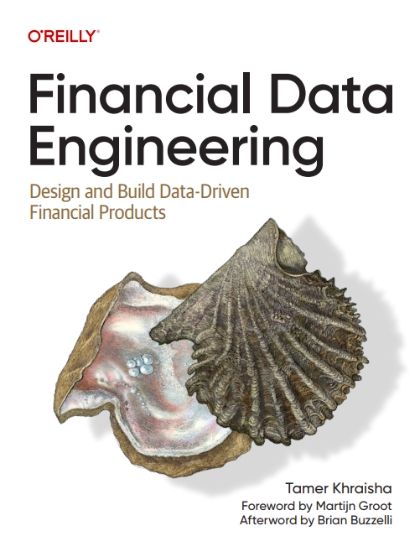 O'REILLY®
Financial Data
Engineering
Design and Build Data-Driven
Financial Products
Tamer Khraisha
Foreword by Martijn Groot
Afterword by Brian Buzzelli